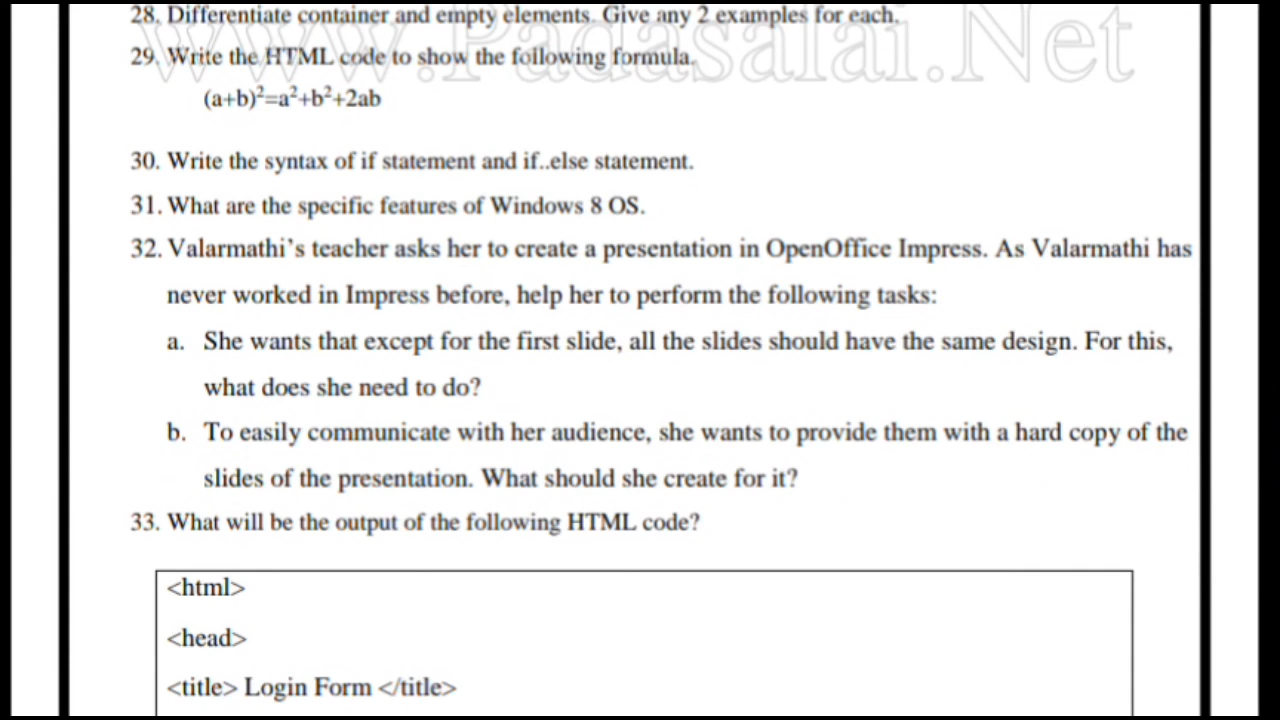 28. Differentiate container and empty elements. Give any 2 examples for each.
www.Padasalai.Net
29. Write the HTML code to show the following formula.
(a+b)²=a²+b²+2ab
30. Write the syntax of if statement and if..else statement.
31. What are the specific features of Windows 8 OS.
32. Valarmathi’s teacher asks her to create a presentation in OpenOffice Impress. As Valarmathi has
never worked in Impress before, help her to perform the following tasks:
a. She wants that except for the first slide, all the slides should have the same design. For this,
what does she need to do?
b. To easily communicate with her audience, she wants to provide them with a hard copy of the
slides of the presentation. What should she create for it?
33. What will be the output of the following HTML code?
<html>
<head>
<title> Login Form </title>